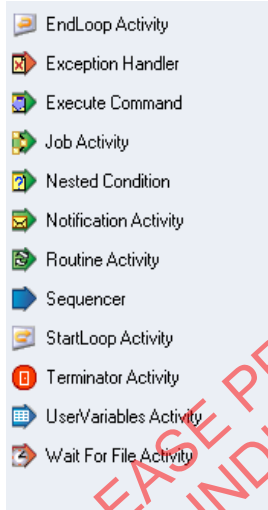 EndLoop Activity
Exception Handler
Execute Command
Job Activity
Nested Condition
Notification Activity
Routine Activity
Sequencer
StartLoop Activity
Terminator Activity
UserVariables Activity
Wait For File Activity